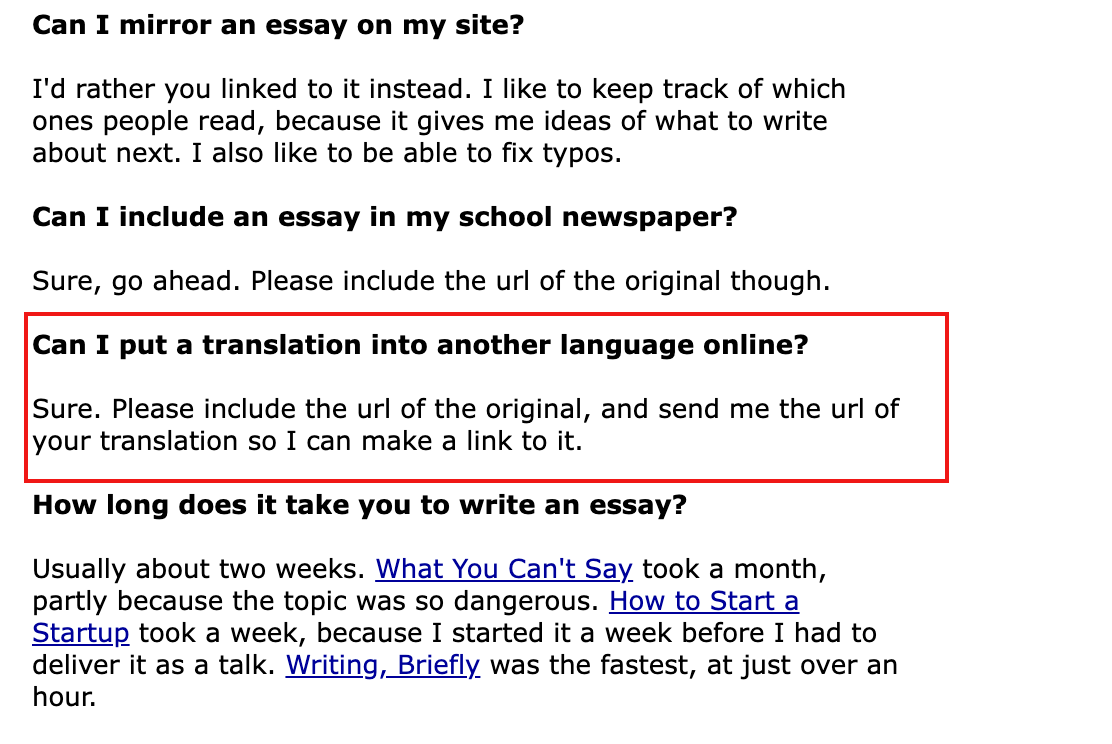 Can I mirror an essay on my site?
I'd rather you linked to it instead. I like to keep track of which
ones people read, because it gives me ideas of what to write
about next. I also like to be able to fix typos.
Can I include an essay in my school newspaper?
Sure, go ahead. Please include the url of the original though.
Can I put a translation into another language online?
Sure. Please include the url of the original, and send me the url of
your translation so I can make a link to it.
How long does it take you to write an essay?
Usually about two weeks. What You Can't Say took a month,
partly because the topic was so dangerous. How to Start a
Startup took a week, because I started it a week before I had to
deliver it as a talk. Writing, Briefly was the fastest, at just over an
hour.